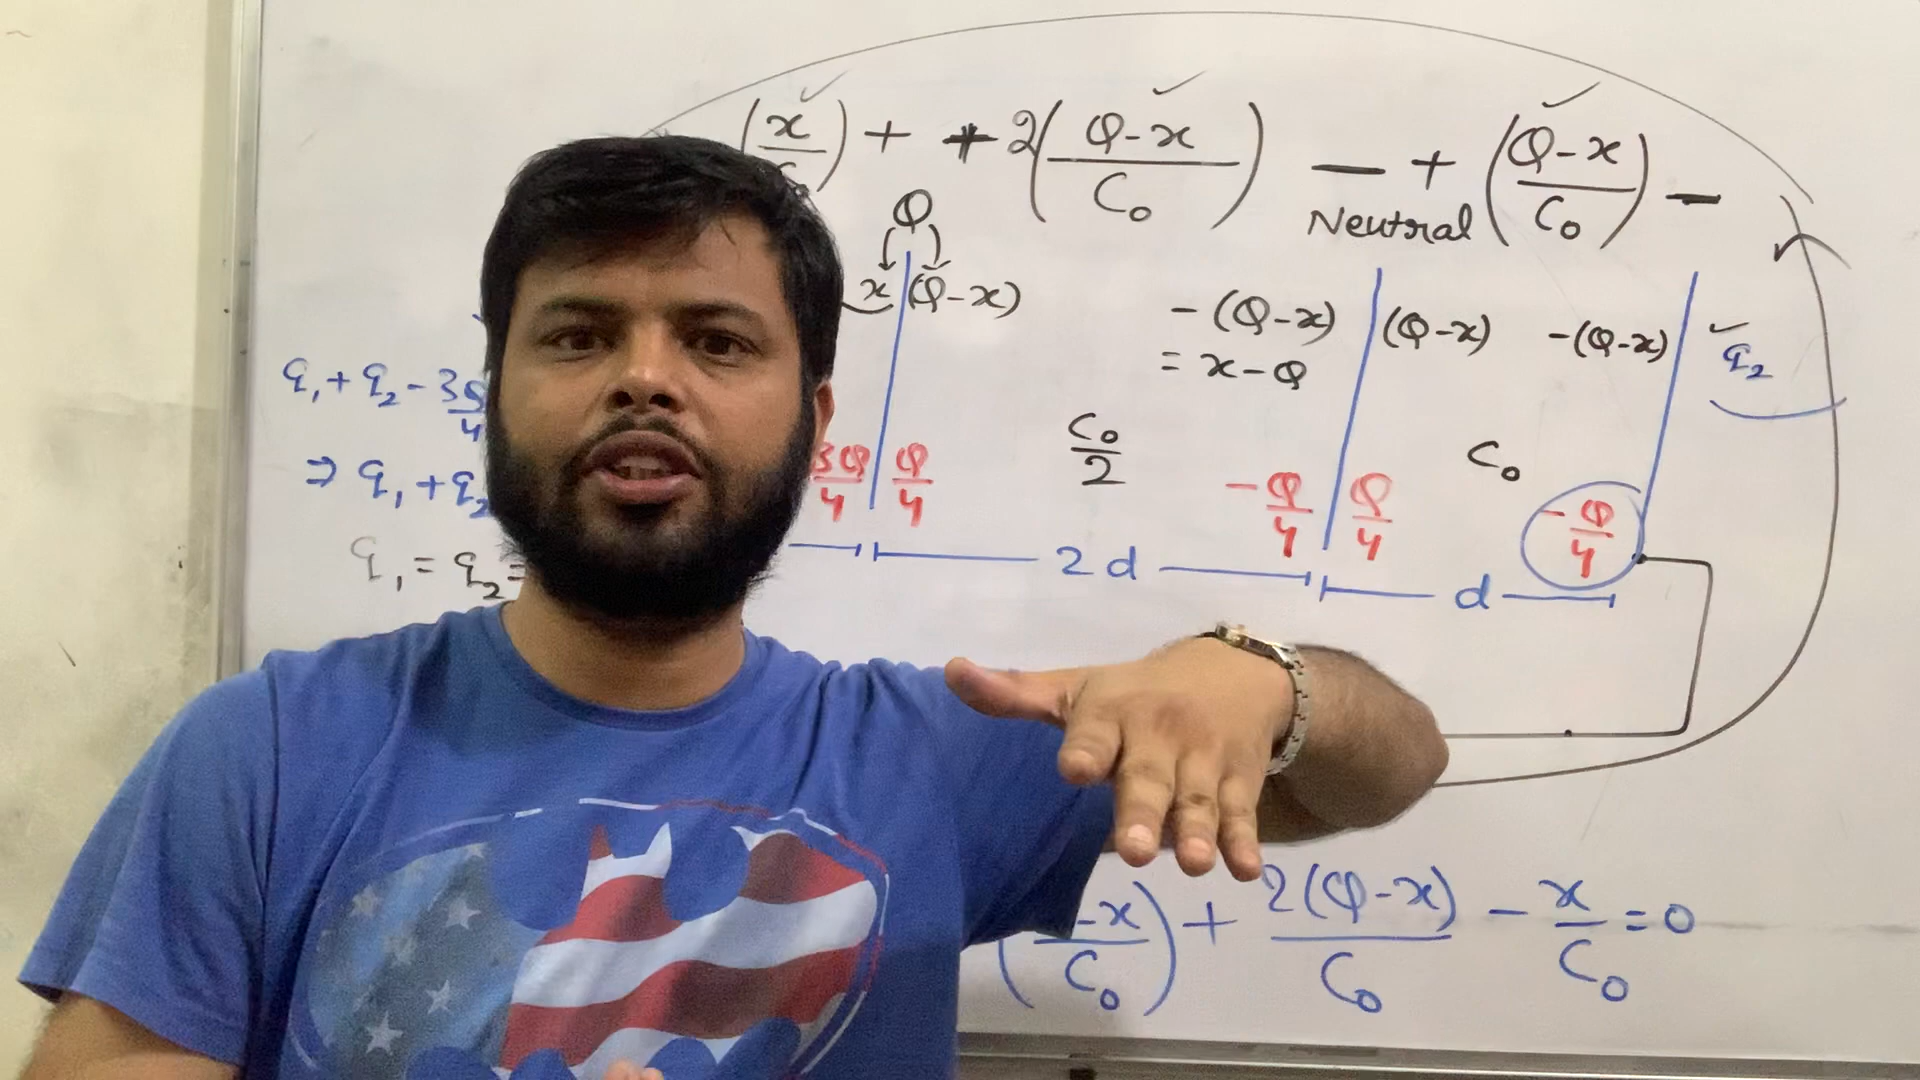 (x/C₀) + + 2(Q-x/C₀) - + (Q-x/C₀) -
Neutral
Q
x (Q-x)
-(Q-x) (Q-x) -(Q-x) q₂
= x-Q
q₁ + q₂ - 3Q/4
C₀/2
C₀
⇒ q₁ + q₂
3Q/4 Q/4 -Q/4 Q/4 -Q/4
q₁ = q₂ =
2d
d
-x/C₀) + 2(Q-x)/C₀ - x/C₀ = 0